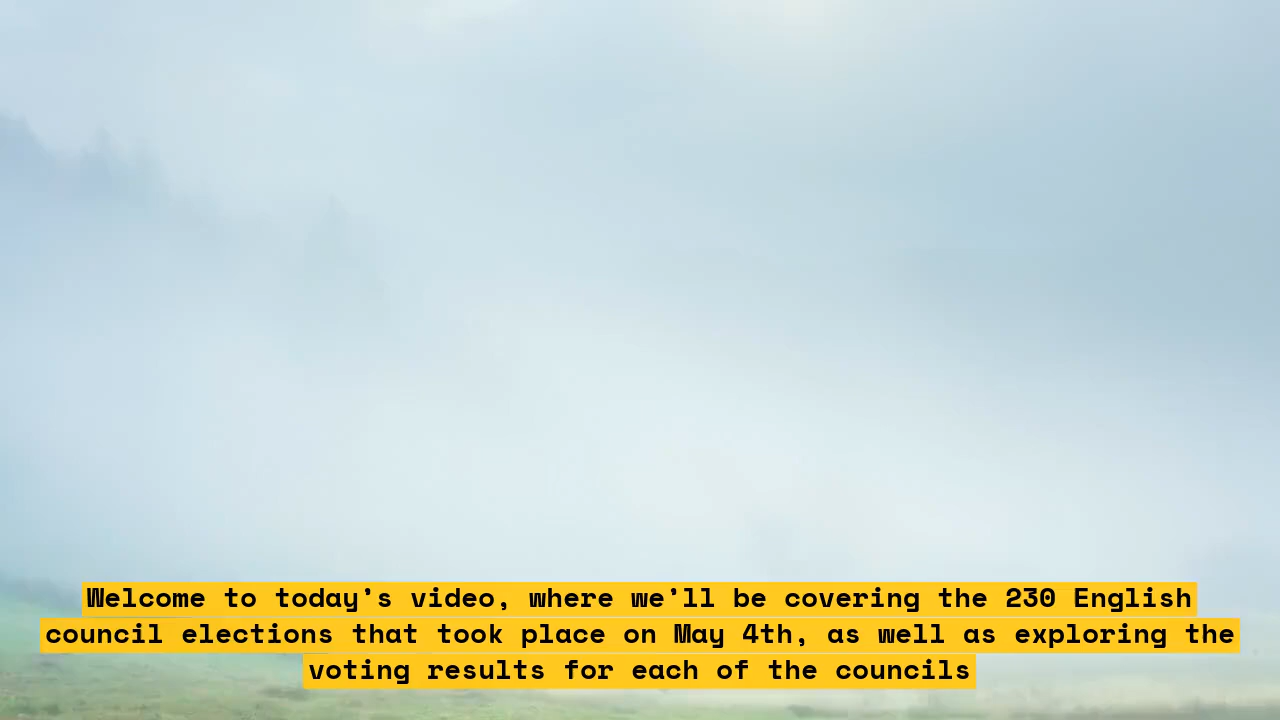 Welcome to today's video, where we'll be covering the 230 English
council elections that took place on May 4th, as well as exploring the
voting results for each of the councils